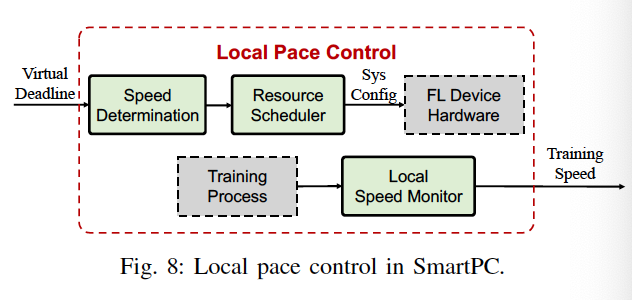 Local Pace Control
Virtual
Deadline
Speed
Determination
Resource
Scheduler
Sys
Config
FL Device
Hardware
Training
Process
Local
Speed Monitor
Training
Speed
Fig. 8: Local pace control in SmartPC.